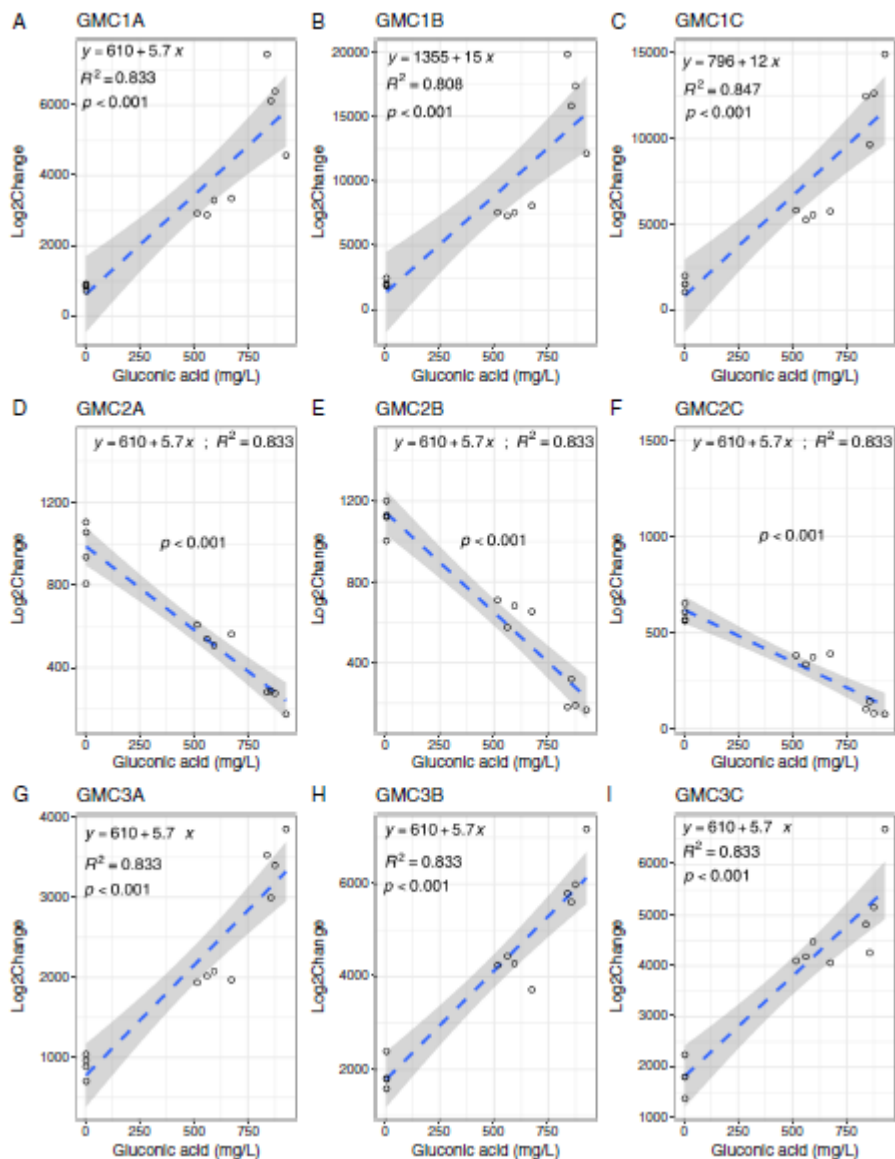 A GMC1A
B GMC1B
C GMC1C
y = 610 + 5.7 x
R² = 0.833
p < 0.001
y = 1355 + 15 x
R² = 0.808
p < 0.001
y = 796 + 12 x
R² = 0.847
p < 0.001
Log2Change
6000
4000
2000
0
Log2Change
20000
15000
10000
5000
0
Log2Change
15000
10000
5000
0
0 250 500 750
Gluconic acid (mg/L)
0 250 500 750
Gluconic acid (mg/L)
0 250 500 750
Gluconic acid (mg/L)
D GMC2A
E GMC2B
F GMC2C
y = 610 + 5.7 x ; R² = 0.833
p < 0.001
y = 610 + 5.7 x ; R² = 0.833
p < 0.001
y = 610 + 5.7 x ; R² = 0.833
p < 0.001
Log2Change
1200
800
400
Log2Change
1200
800
400
Log2Change
1500
1000
500
0
0 250 500 750
Gluconic acid (mg/L)
0 250 500 750
Gluconic acid (mg/L)
0 250 500 750
Gluconic acid (mg/L)
G GMC3A
H GMC3B
I GMC3C
y = 610 + 5.7 x
R² = 0.833
p < 0.001
y = 610 + 5.7 x
R² = 0.833
p < 0.001
y = 610 + 5.7 x
R² = 0.833
p < 0.001
Log2Change
4000
3000
2000
1000
Log2Change
6000
4000
2000
Log2Change
6000
5000
4000
3000
2000
1000
0 250 500 750
Gluconic acid (mg/L)
0 250 500 750
Gluconic acid (mg/L)
0 250 500 750
Gluconic acid (mg/L)